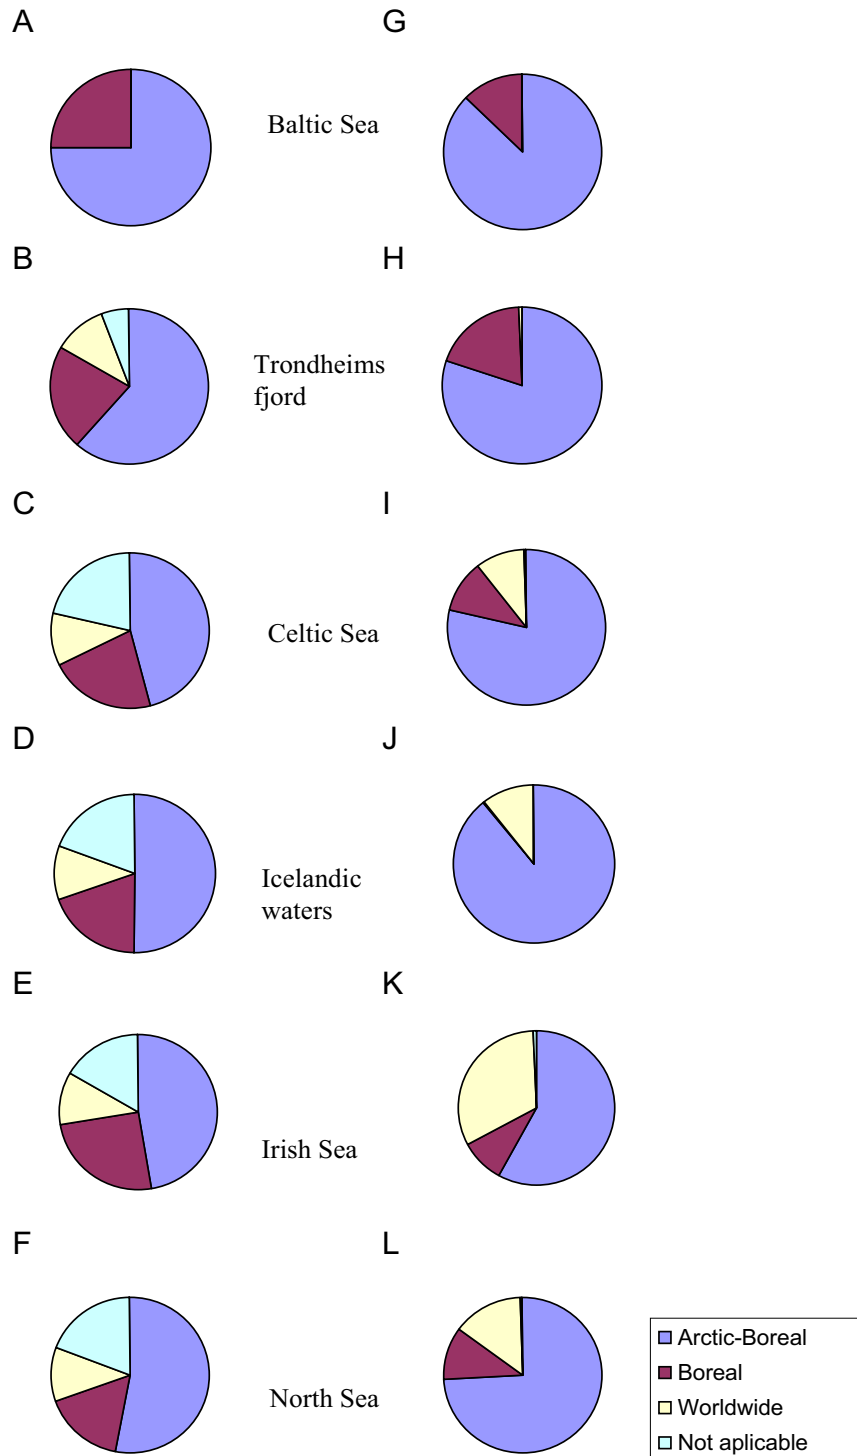 A
G
Baltic Sea
B
H
Trondheims
fjord
C
I
Celtic Sea
D
J
Icelandic
waters
E
K
Irish Sea
F
L
North Sea
Arctic-Boreal
Boreal
Worldwide
Not aplicable